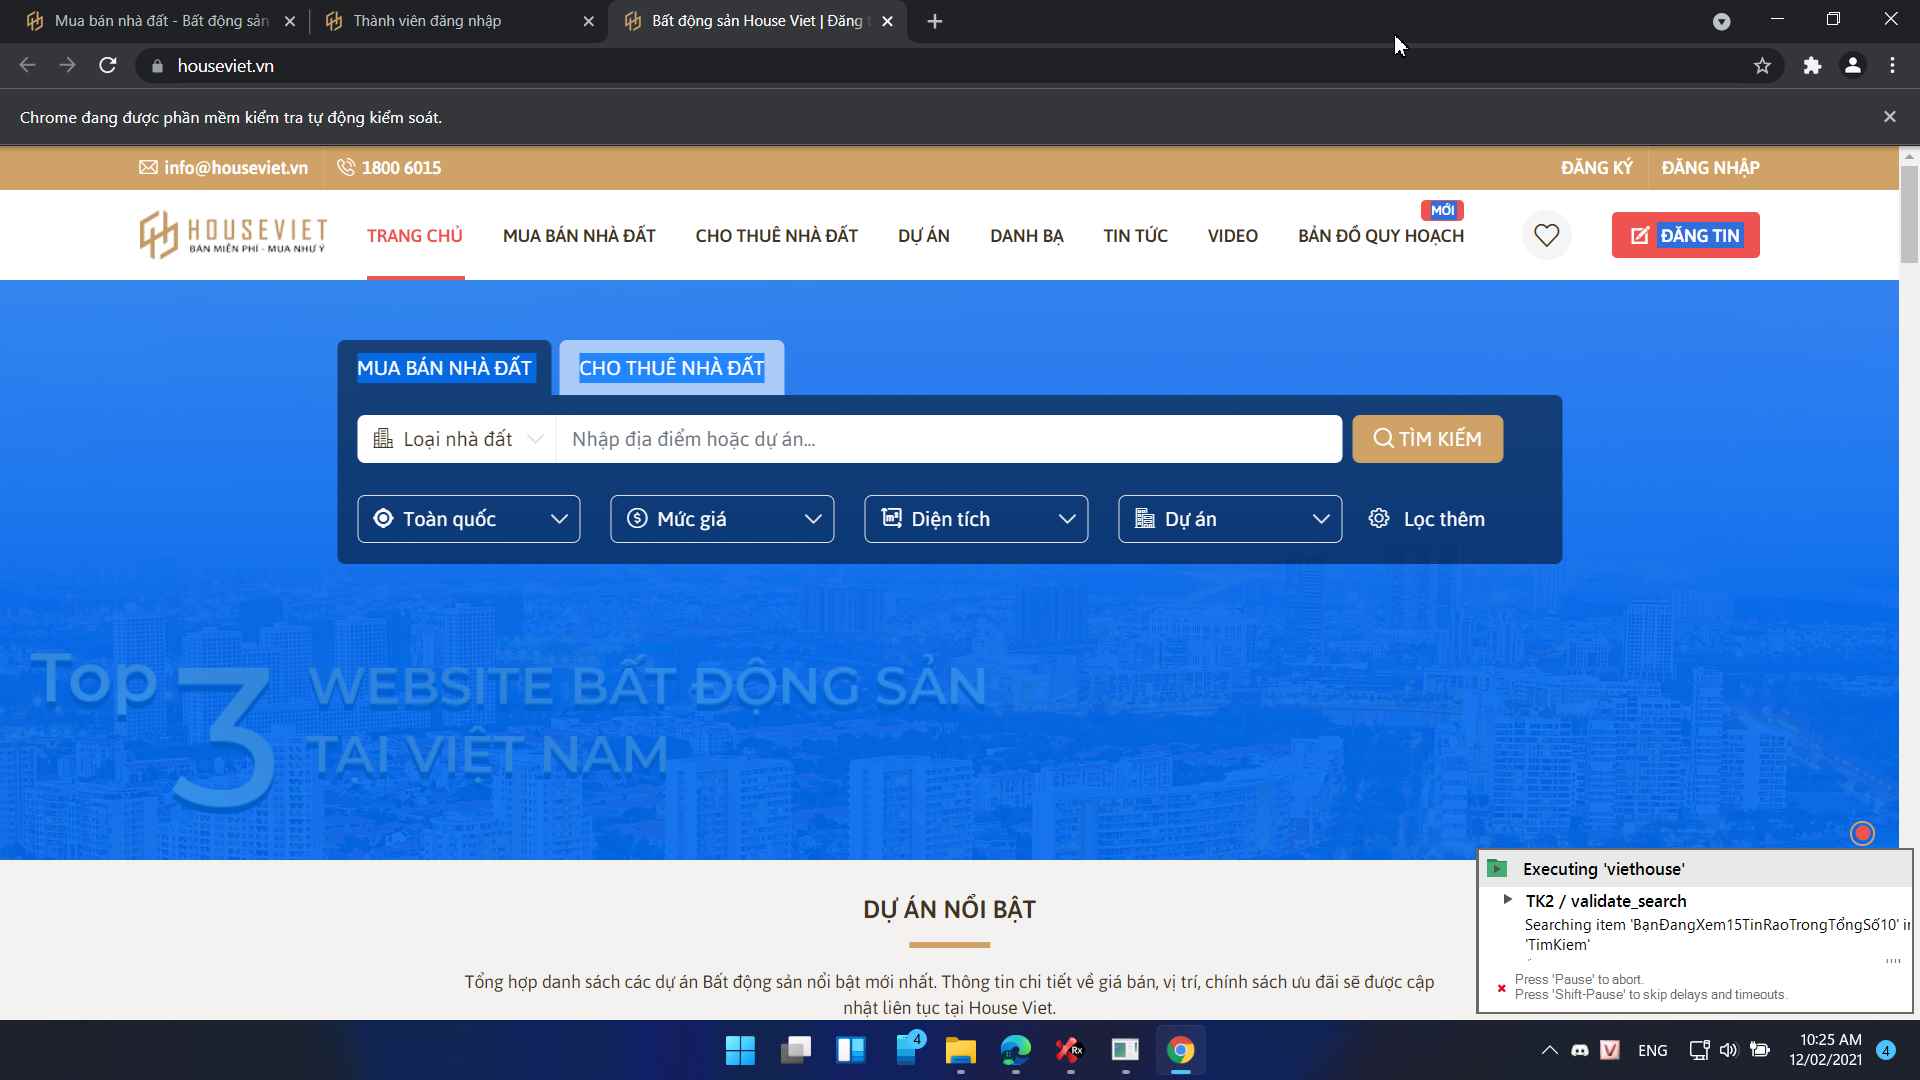 Mua bán nhà đất - Bất động sản
Thành viên đăng nhập
Bất động sản House Viet | Đăng t
houseviet.vn
Chrome đang được phần mềm kiểm tra tự động kiểm soát.
info@houseviet.vn
1800 6015
ĐĂNG KÝ
ĐĂNG NHẬP
HOUSEVIET
BÁN MIỄN PHÍ - MUA NHƯ Ý
TRANG CHỦ
MUA BÁN NHÀ ĐẤT
CHO THUÊ NHÀ ĐẤT
DỰ ÁN
DANH BẠ
TIN TỨC
VIDEO
BẢN ĐỒ QUY HOẠCH
MỚI
ĐĂNG TIN
MUA BÁN NHÀ ĐẤT
CHO THUÊ NHÀ ĐẤT
Loại nhà đất
Nhập địa điểm hoặc dự án...
TÌM KIẾM
Toàn quốc
Mức giá
Diện tích
Dự án
Lọc thêm
Top 3 WEBSITE BẤT ĐỘNG SẢN
TẠI VIỆT NAM
DỰ ÁN NỔI BẬT
Tổng hợp danh sách các dự án Bất động sản nổi bật mới nhất. Thông tin chi tiết về giá bán, vị trí, chính sách ưu đãi sẽ được cập
nhật liên tục tại House Viet.
Executing 'viethouse'
TK2 / validate_search
Searching item 'BạnĐangXem15TinRaoTrongTổngSố10' in
'TimKiem'
Press 'Pause' to abort.
Press 'Shift-Pause' to skip delays and timeouts.
4
Rx
ENG
10:25 AM
12/02/2021
4